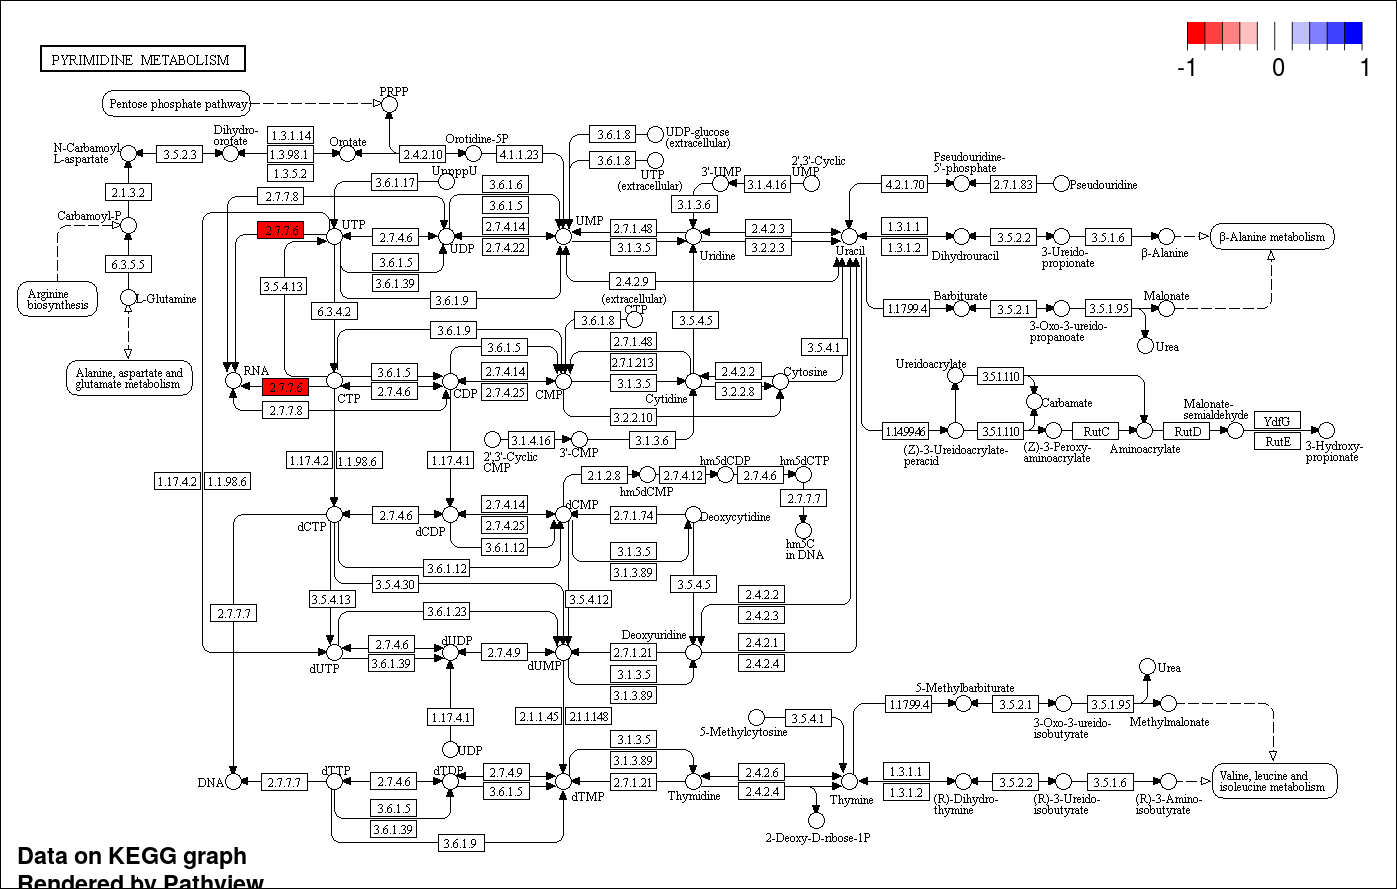 PYRIMIDINE METABOLISM
-1
0
1
Pentose phosphate pathway
PRPP
N-Carbamoyl-
L-aspartate
3.5.2.3
Dihydro-
orotate
1.3.1.14
1.3.98.1
1.3.5.2
Orotate
2.4.2.10
Orotidine-5P
4.1.1.23
3.6.1.8
UDP-glucose
(extracellular)
3.6.1.8
UTP
(extracellular)
3'-UMP
3.1.4.16
2',3'-Cyclic
UMP
Pseudouridine-
5'-phosphate
4.2.1.70
2.7.1.83
Pseudouridine
2.1.3.2
Carbamoyl-P
6.3.5.5
L-Glutamine
Arginine
biosynthesis
Alanine, aspartate and
glutamate metabolism
UppppU
3.6.1.17
2.7.7.8
3.6.1.6
3.6.1.5
2.7.4.14
2.7.4.22
3.1.3.6
2.7.7.6
UTP
2.7.4.6
UDP
UMP
2.7.1.48
3.1.3.5
Uridine
2.4.2.3
3.2.2.3
Uracil
1.3.1.1
1.3.1.2
Dihydrouracil
3.5.2.2
3-Ureido-
propionate
3.5.1.6
β-Alanine
β-Alanine metabolism
3.6.1.5
3.6.1.39
3.5.4.13
3.6.1.9
2.4.2.9
6.3.4.2
(extracellular)
CTP
3.6.1.8
3.5.4.5
1.1799.4
Barbiturate
3.5.2.1
3-Oxo-3-ureido-
propanoate
3.5.1.95
Malonate
Urea
3.6.1.9
3.6.1.5
2.7.1.48
2.7.1.213
3.5.4.1
RNA
2.7.7.6
CTP
3.6.1.5
2.7.4.6
CDP
2.7.4.14
2.7.4.25
CMP
3.1.3.5
Cytidine
2.4.2.2
3.2.2.8
Cytosine
2.7.7.8
3.2.2.10
Ureidoacrylate
3.5.1.110
Carbamate
1.14.99.46
(Z)-3-Ureidoacrylate-
peracid
3.5.1.110
(Z)-3-Peroxy-
aminoacrylate
RutC
Aminoacrylate
RutD
Malonate-
semialdehyde
YdfG
RutE
3-Hydroxy-
propionate
2',3'-Cyclic
CMP
3.1.4.16
3'-CMP
3.1.3.6
1.17.4.2
1.1.98.6
1.17.4.1
1.17.4.2
1.1.98.6
2.1.2.8
hm5dCMP
2.7.4.12
hm5dCDP
2.7.4.6
hm5dCTP
2.7.7.7
hm5C
in DNA
dCTP
2.7.4.6
dCDP
2.7.4.14
2.7.4.25
dCMP
2.7.1.74
Deoxycytidine
3.6.1.12
3.1.3.5
3.1.3.89
3.6.1.12
3.5.4.30
3.5.4.13
3.5.4.12
3.5.4.5
2.7.7.7
3.6.1.23
2.4.2.2
2.4.2.3
2.4.2.1
2.4.2.4
dUTP
2.7.4.6
3.6.1.39
dUDP
2.7.4.9
dUMP
2.7.1.21
Deoxyuridine
3.1.3.5
3.1.3.89
1.17.4.1
UDP
2.1.1.45
2.1.1.148
5-Methylcytosine
3.5.4.1
5-Methylbarbiturate
1.1799.4
3.5.2.1
3-Oxo-3-ureido-
isobutyrate
3.5.1.95
Urea
Methylmalonate
3.1.3.5
3.1.3.89
DNA
2.7.7.7
dTTP
2.7.4.6
dTDP
2.7.4.9
3.6.1.5
dTMP
2.7.1.21
Thymidine
2.4.2.6
2.4.2.4
Thymine
1.3.1.1
1.3.1.2
(R)-Dihydro-
thymine
3.5.2.2
(R)-3-Ureido-
isobutyrate
3.5.1.6
(R)-3-Amino-
isobutyrate
Valine, leucine and
isoleucine metabolism
3.6.1.5
3.6.1.39
3.6.1.9
2-Deoxy-D-ribose-1P
Data on KEGG graph
Rendered by Pathview